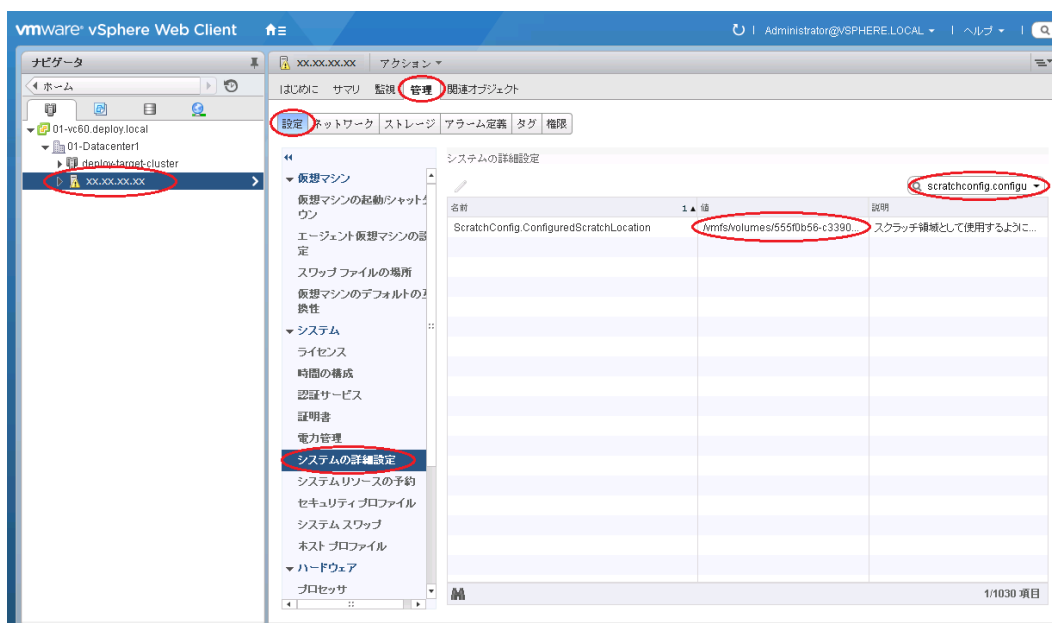 vmware® vSphere Web Client
Administrator@VSPHERE.LOCAL
ヘルプ
ナビゲータ
ホーム
01-vc60.deploy.local
01-Datacenter1
deploy-target-cluster
xx.xx.xx.xx
xx.xx.xx.xx アクション
はじめに サマリ 監視 管理 関連オブジェクト
設定 ネットワーク ストレージ アラーム定義 タグ 権限
仮想マシン
仮想マシンの起動/シャットダ
ウン
エージェント仮想マシンの設
定
スワップ ファイルの場所
仮想マシンのデフォルトの互
換性
システム
ライセンス
時間の構成
認証サービス
証明書
電力管理
システムの詳細設定
システム リソースの予約
セキュリティ プロファイル
システム スワップ
ホスト プロファイル
ハードウェア
プロセッサ
システムの詳細設定
scratchconfig.configu
名前 1 値 説明
ScratchConfig.ConfiguredScratchLocation /vmfs/volumes/555f0b56-c3390... スクラッチ領域として使用するように...
1/1030 項目